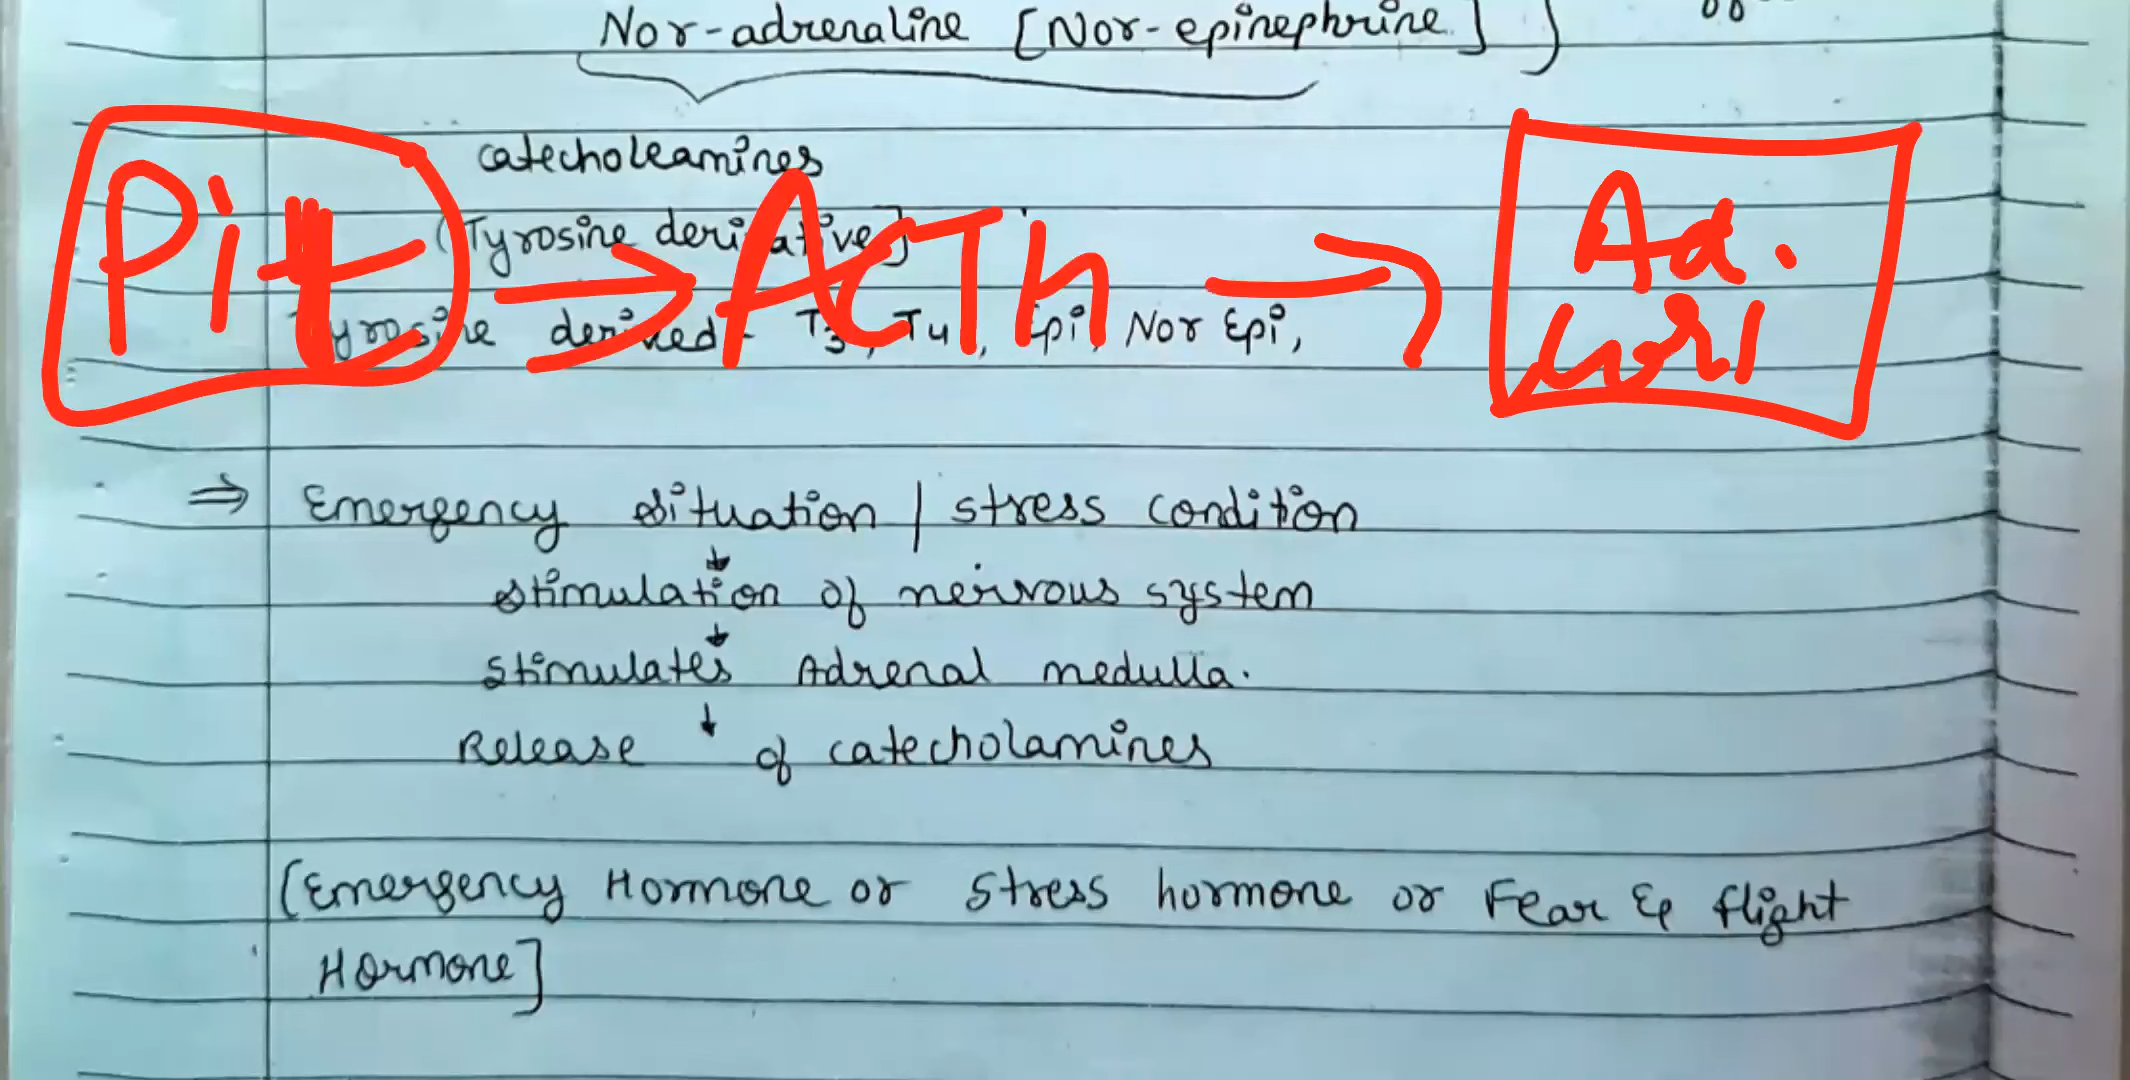 Nor-adrenaline [Nor-epinephrine]
catecholeamines
(Tyrosine derivative]
Pit → ACTh → Ad.
Tyrosine derived - T3, T4, Epi, Nor Epi,
⇒ Emergency situation / stress condition
↓
stimulation of nervous system
↓
stimulates Adrenal medulla.
↓
Release of catecholamines
(Emergency Hormone or stress hormone or Fear & flight
Hormone]